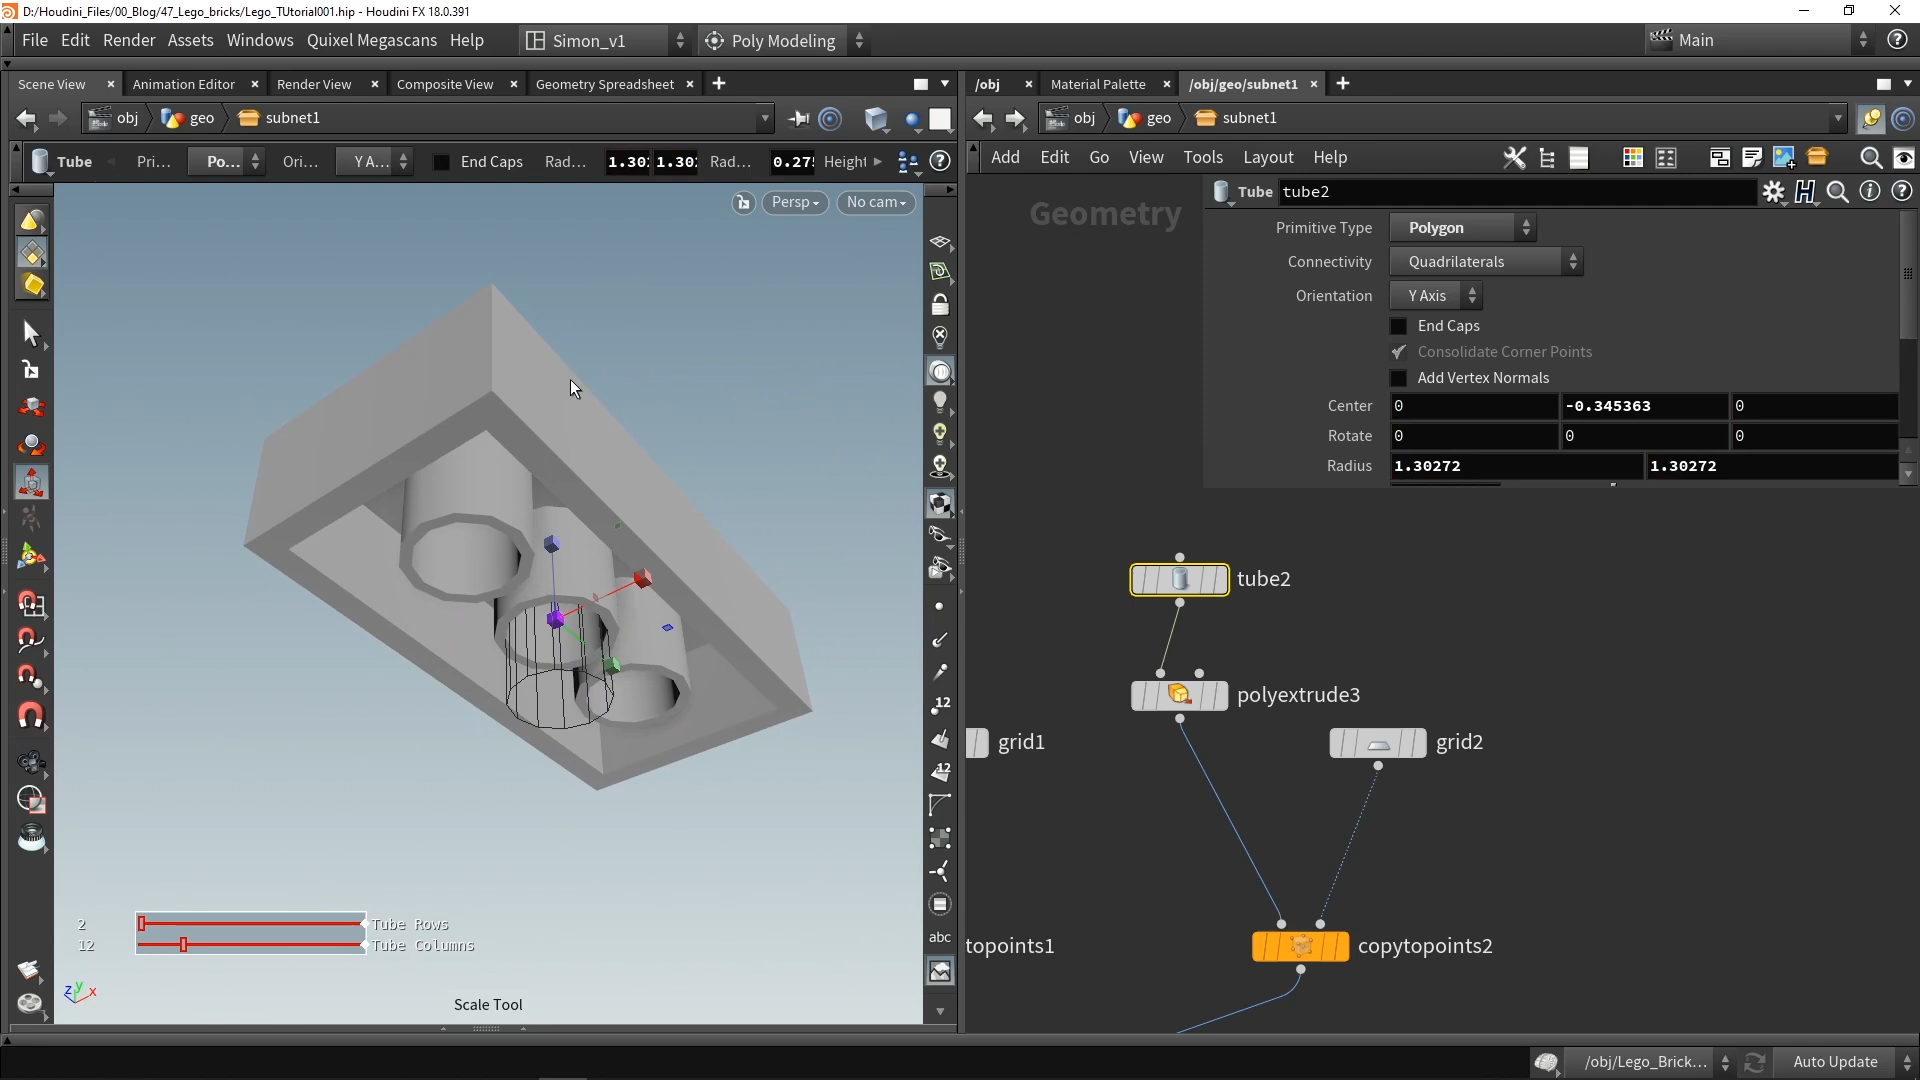 D:/Houdini_Files/00_Blog/47_Lego_bricks/Lego_TUtorial001.hip - Houdini FX 18.0.391
File Edit Render Assets Windows Quixel Megascans Help Simon_v1 Poly Modeling Main
Scene View Animation Editor Render View Composite View Geometry Spreadsheet
/obj Material Palette /obj/geo/subnet1
obj geo subnet1
obj geo subnet1
Tube Pri... Po... Ori... Y A... End Caps Rad... 1.30 1.30 Rad... 0.27 Height
Add Edit Go View Tools Layout Help
Persp No cam
Geometry
Tube tube2
Primitive Type Polygon
Connectivity Quadrilaterals
Orientation Y Axis
End Caps
Consolidate Corner Points
Add Vertex Normals
Center 0 -0.345363 0
Rotate 0 0 0
Radius 1.30272 1.30272
tube2
polyextrude3
grid1
grid2
topoints1
copytopoints2
12
12
abc
2 Tube Rows
12 Tube Columns
z y x
Scale Tool
/obj/Lego_Brick... Auto Update